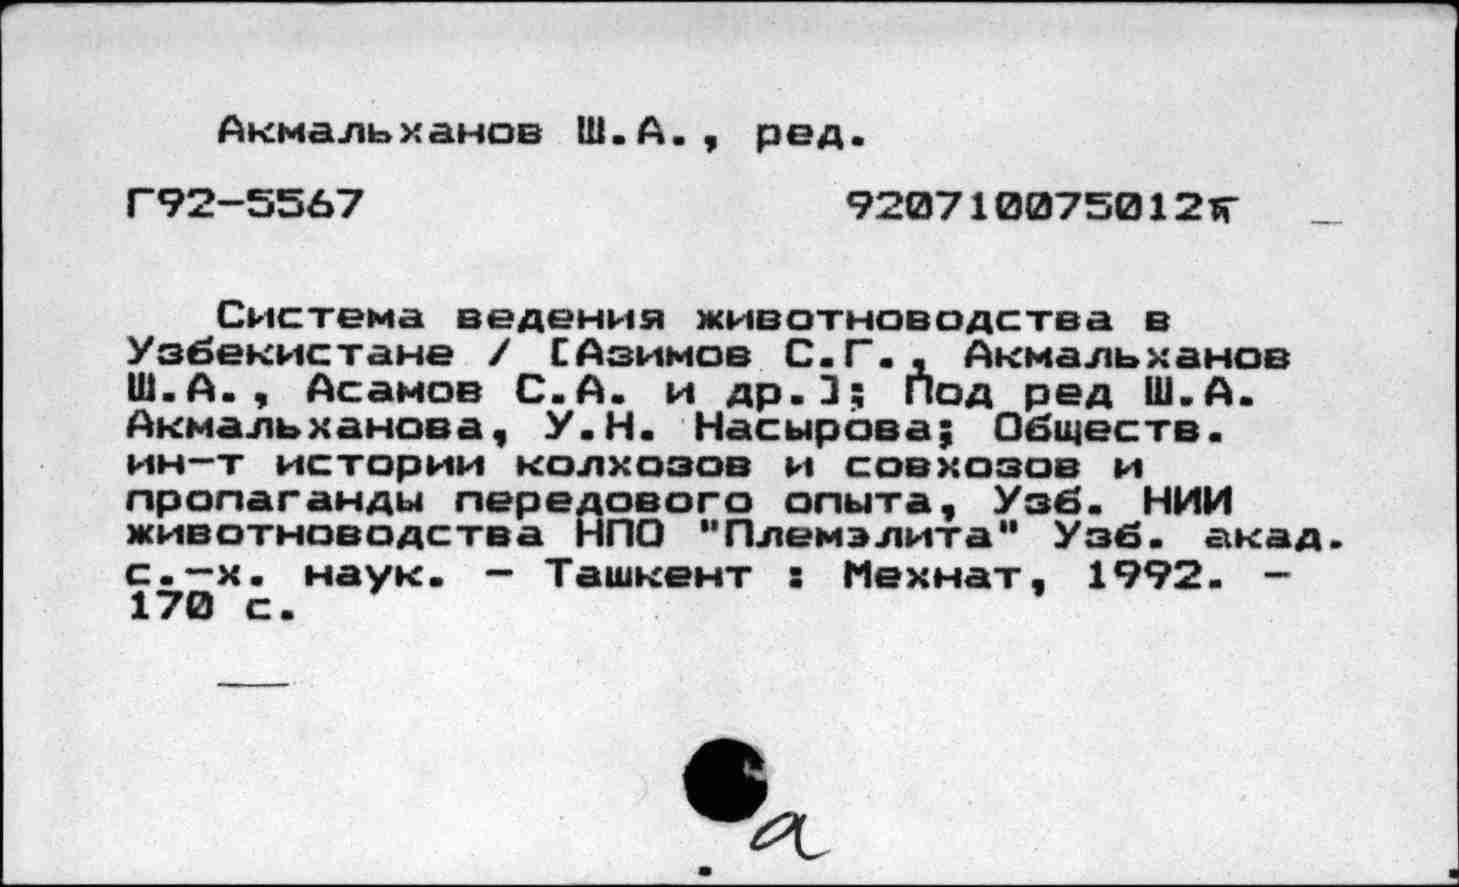 Акмальханов Ш.А., ред.
Г92-5567 920710075012
Система ведения животноводства в
Узбекистане / [Азимов С.Г., Акмальханов
Ш.А., Асамов С.А. и др.]; Под ред Ш.А.
Акмальханова, У.Н. Насырова; Обществ.
ин-т истории колхозов и совхозов и
пропаганды передового опыта, Узб. НИИ
животноводства НПО "Племэлита" Узб. акад.
с.-х. наук. - Ташкент : Мехнат, 1992. -
170 с.